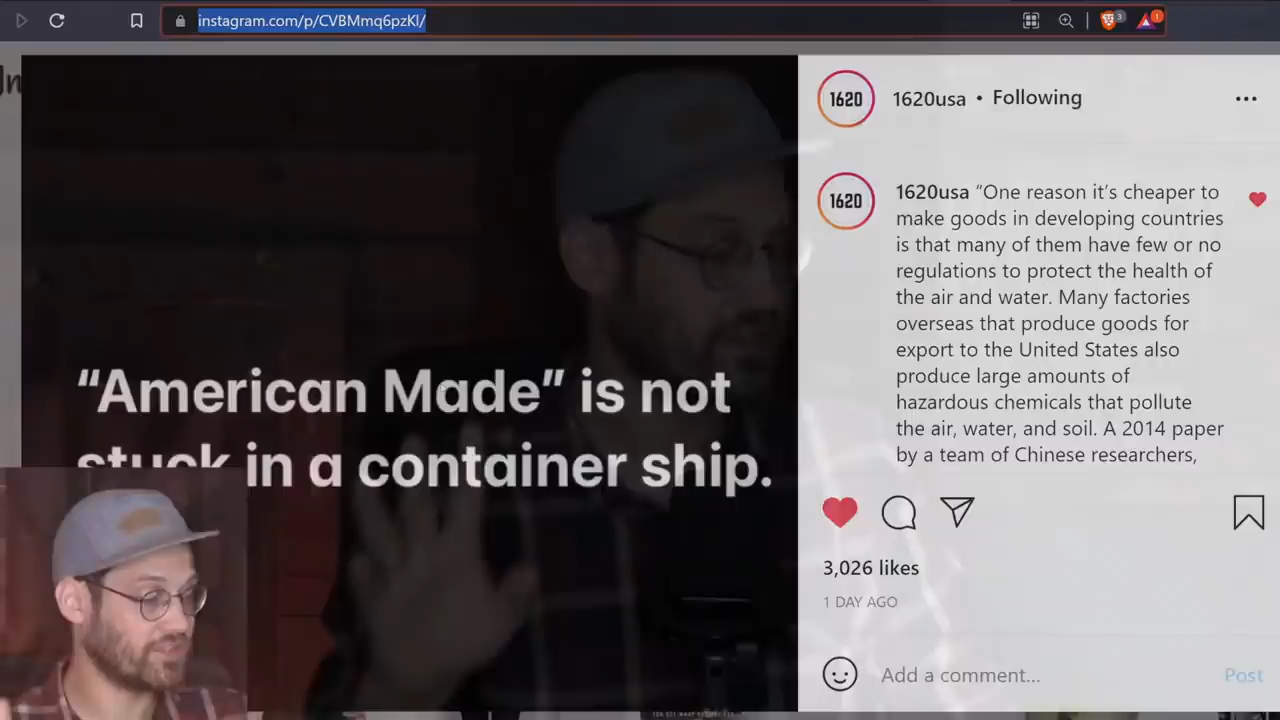 instagram.com/p/CVBMmq6pzKl/
3
1
In
1620
1620usa • Following
1620
1620usa “One reason it’s cheaper to
make goods in developing countries
is that many of them have few or no
regulations to protect the health of
the air and water. Many factories
overseas that produce goods for
export to the United States also
produce large amounts of
hazardous chemicals that pollute
the air, water, and soil. A 2014 paper
by a team of Chinese researchers,
“American Made” is not
stuck in a container ship.
3,026 likes
1 DAY AGO
Add a comment...
Post